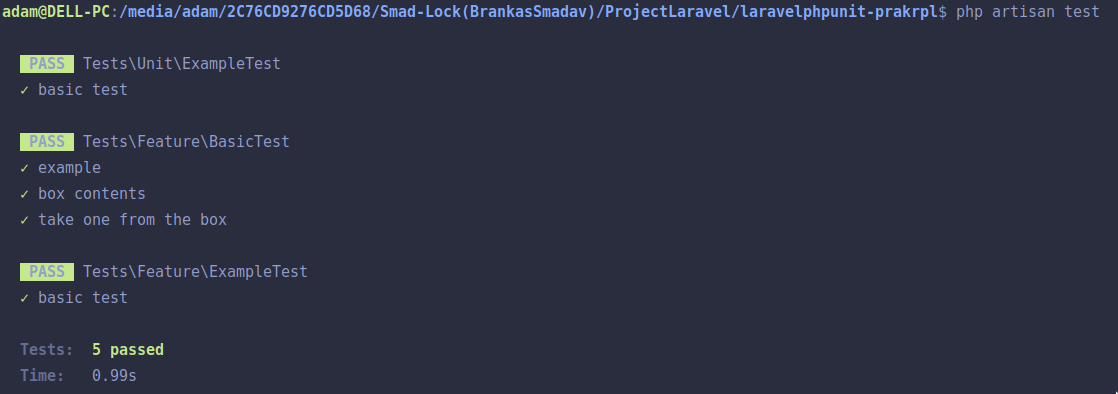 adam@DELL-PC:/media/adam/2C76CD9276CD5D68/Smad-Lock(BrankasSmadav)/ProjectLaravel/laravelphpunit-prakrpl$ php artisan test
PASS Tests\Unit\ExampleTest
✓ basic test
PASS Tests\Feature\BasicTest
✓ example
✓ box contents
✓ take one from the box
PASS Tests\Feature\ExampleTest
✓ basic test
Tests: 5 passed
Time: 0.99s